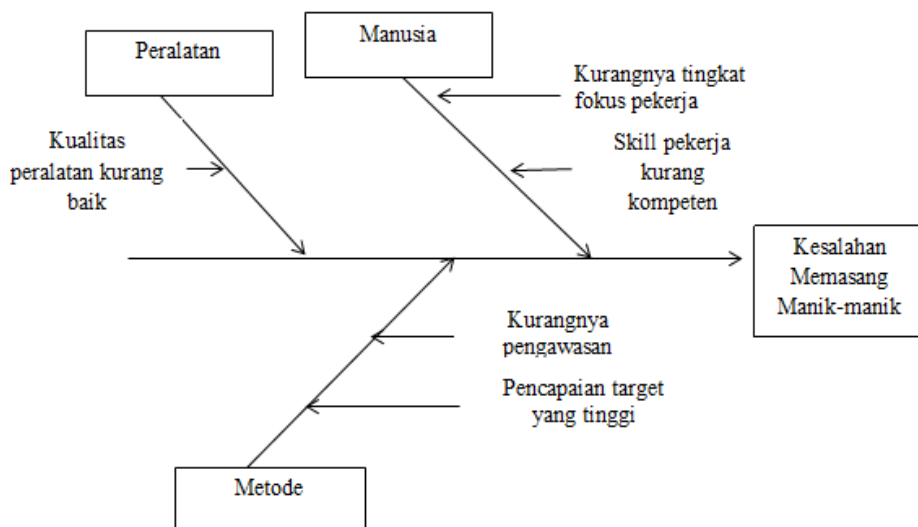 Peralatan
Manusia
Kurangnya tingkat
fokus pekerja
Kualitas
peralatan kurang
baik
Skill pekerja
kurang
kompeten
Kesalahan
Memasang
Manik-manik
Kurangnya
pengawasan
Pencapaian target
yang tinggi
Metode